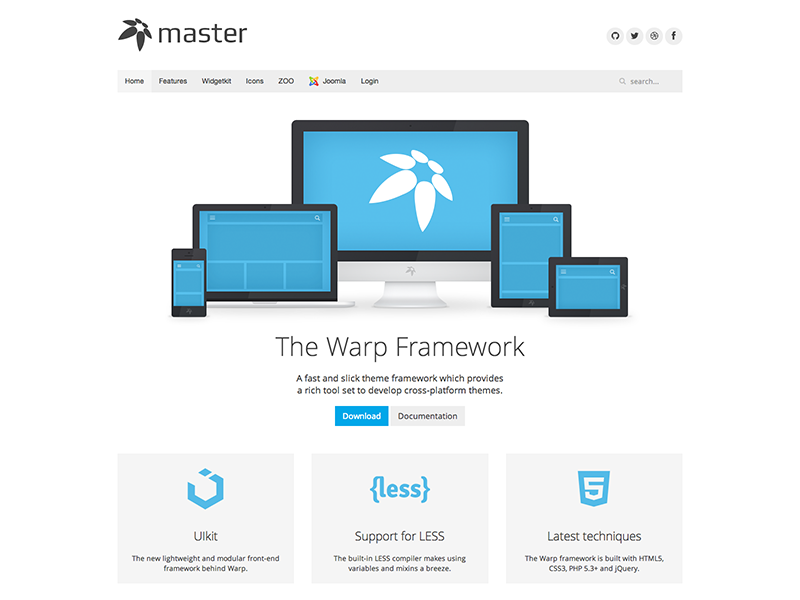 master
Home Features Widgetkit Icons ZOO Joomla Login search...
The Warp Framework
A fast and slick theme framework which provides
a rich tool set to develop cross-platform themes.
Download Documentation
{less}
5
UIkit
The new lightweight and modular front-end
framework behind Warp.
Support for LESS
The built-in LESS compiler makes using
variables and mixins a breeze.
Latest techniques
The Warp framework is built with HTML5,
CSS3, PHP 5.3+ and jQuery.